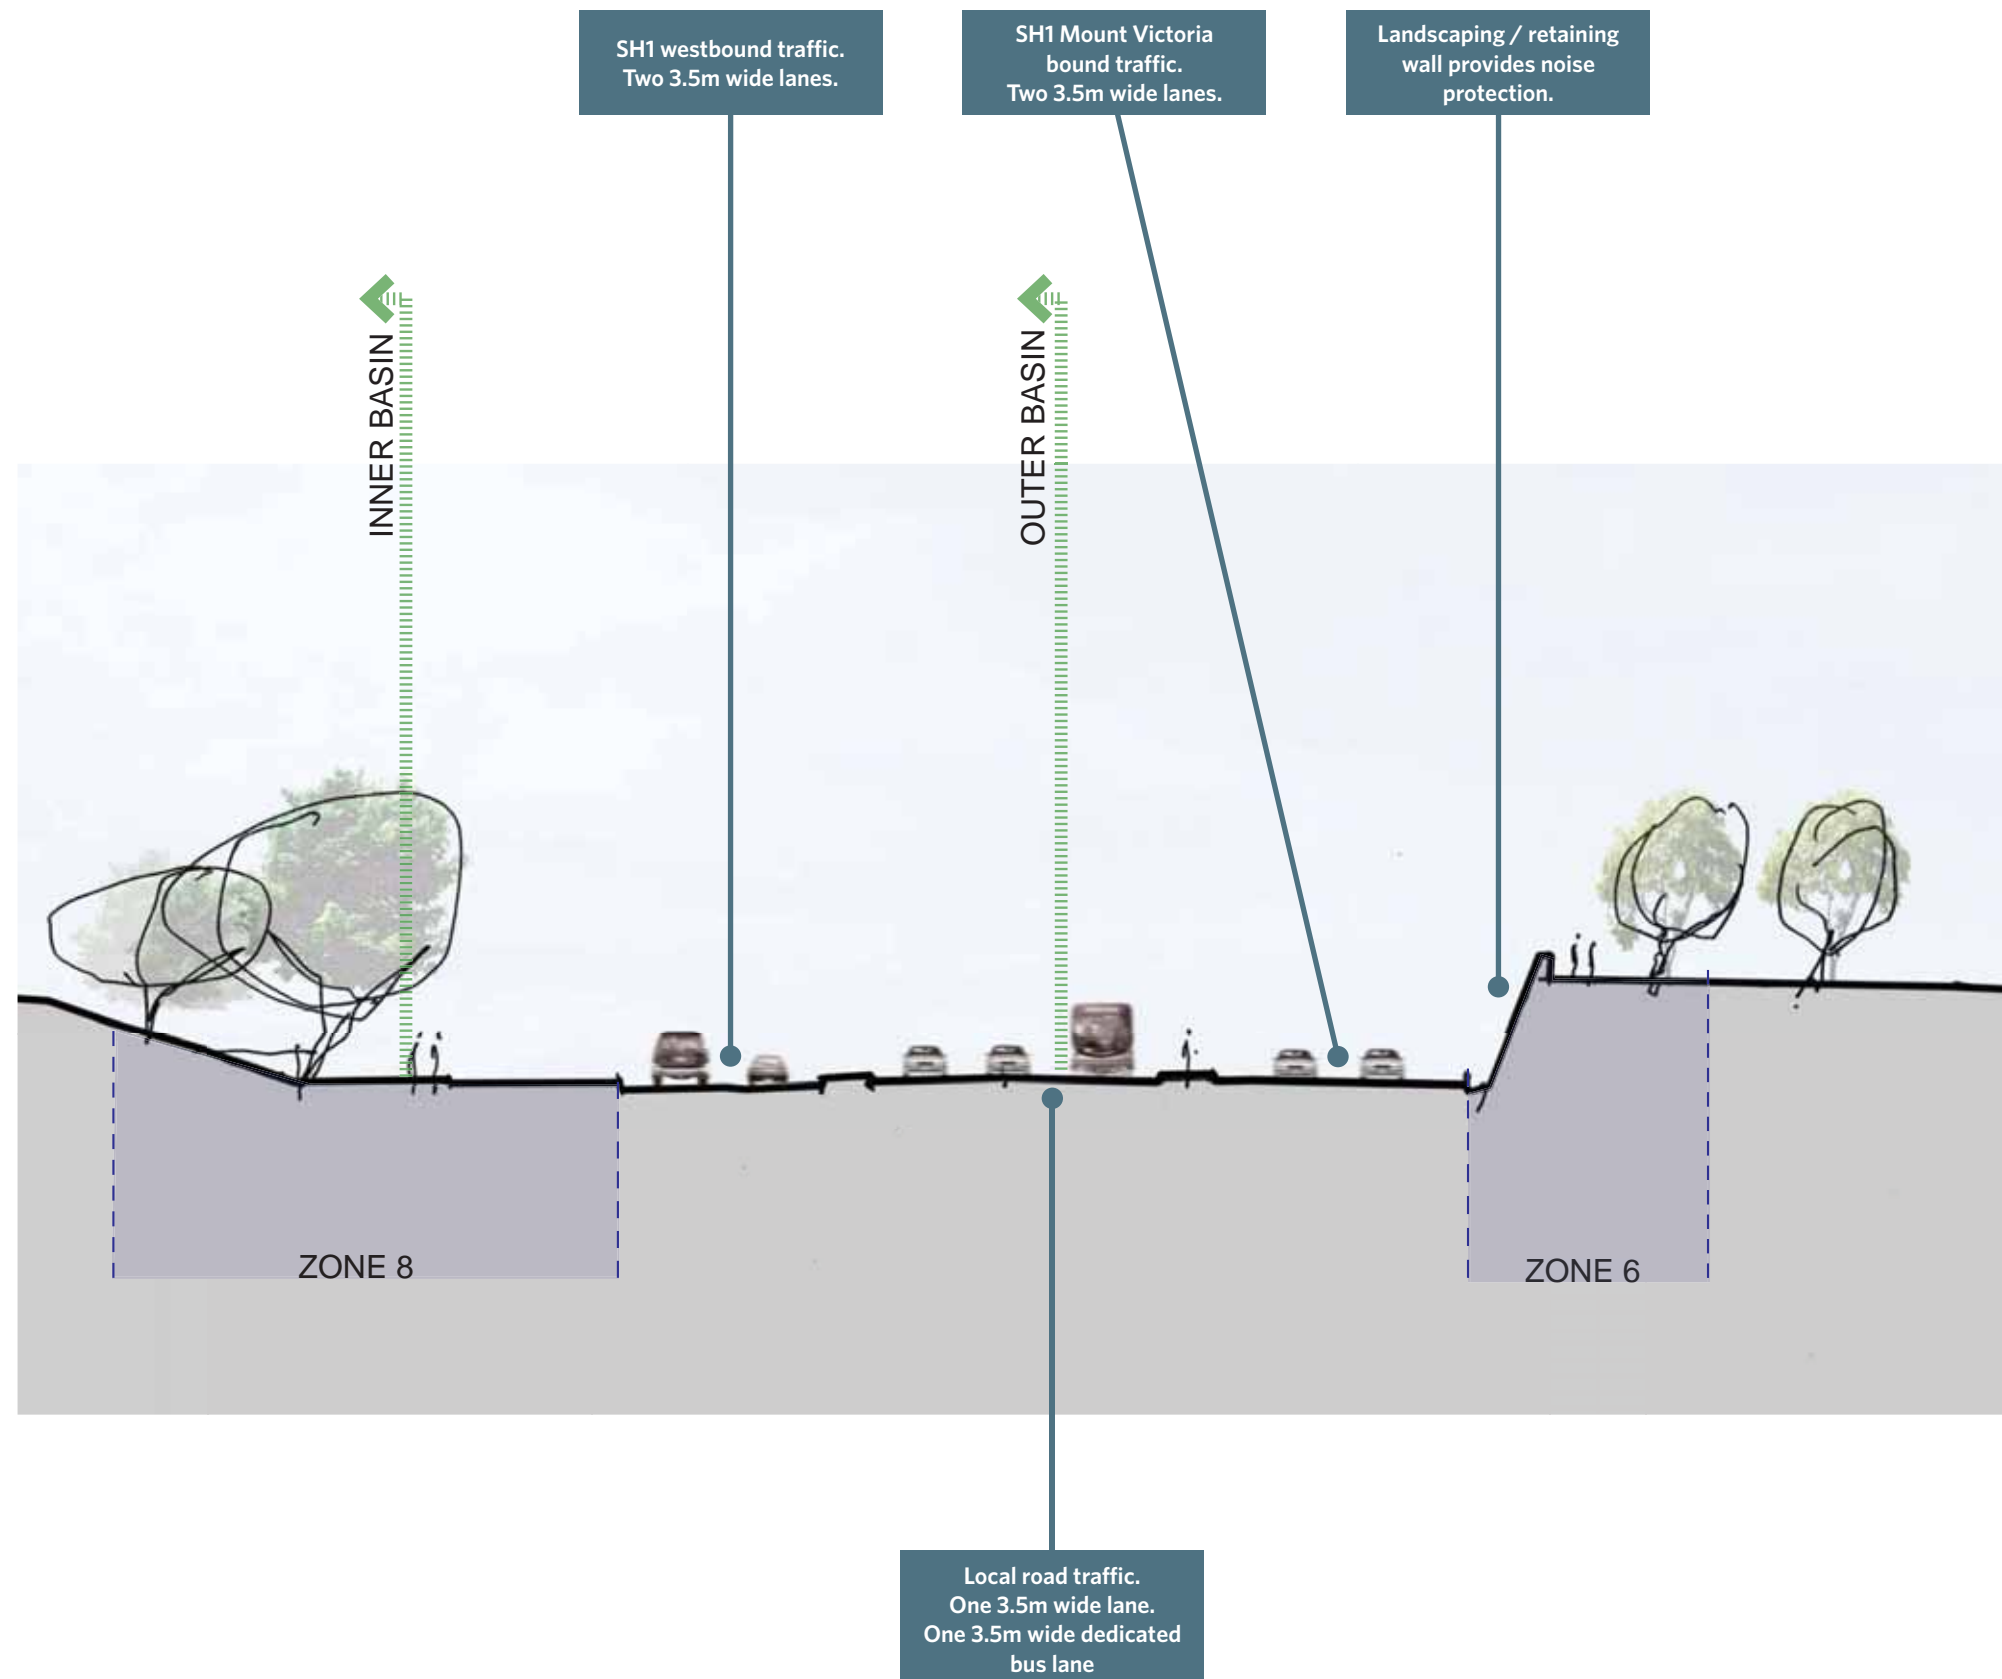 SH1 westbound traffic.
Two 3.5m wide lanes.
SH1 Mount Victoria
bound traffic.
Two 3.5m wide lanes.
Landscaping / retaining
wall provides noise
protection.
INNER BASIN
OUTER BASIN
ZONE 8
ZONE 6
Local road traffic.
One 3.5m wide lane.
One 3.5m wide dedicated
bus lane